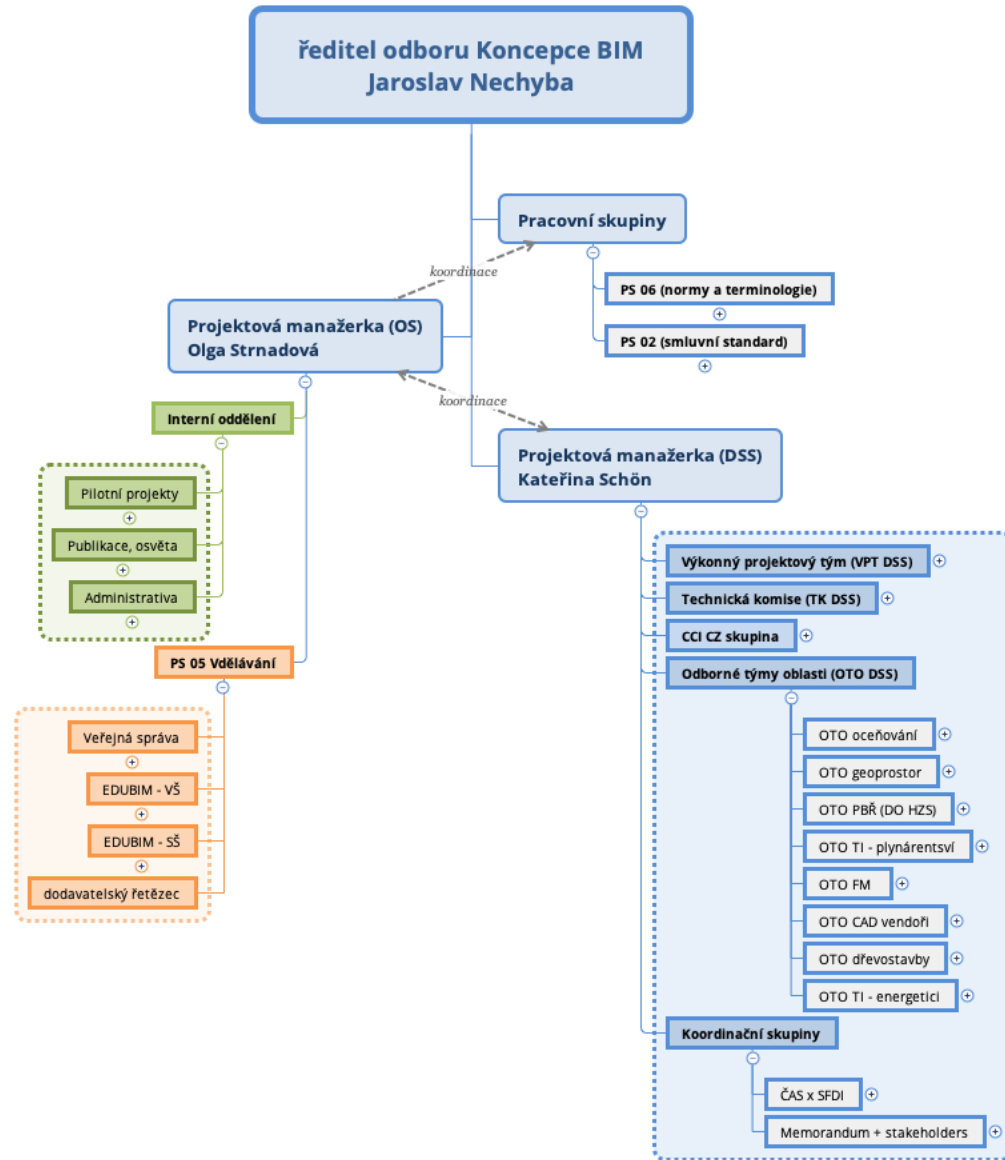 ředitel odboru Koncepce BIM
Jaroslav Nechyba
Pracovní skupiny
koordinace
PS 06 (normy a terminologie)
PS 02 (smluvní standard)
Projektová manažerka (OS)
Olga Strnadová
koordinace
Interní oddělení
Pilotní projekty
Publikace, osvěta
Administrativa
PS 05 Vdělávání
Veřejná správa
EDUBIM - VŠ
EDUBIM - SŠ
dodavatelský řetězec
Projektová manažerka (DSS)
Kateřina Schön
Výkonný projektový tým (VPT DSS)
Technická komise (TK DSS)
CCI CZ skupina
Odborné týmy oblasti (OTO DSS)
OTO oceňování
OTO geoprostor
OTO PBŘ (DO HZS)
OTO TI - plynárentsví
OTO FM
OTO CAD vendoři
OTO dřevostavby
OTO TI - energetici
Koordinační skupiny
ČAS x SFDI
Memorandum + stakeholders